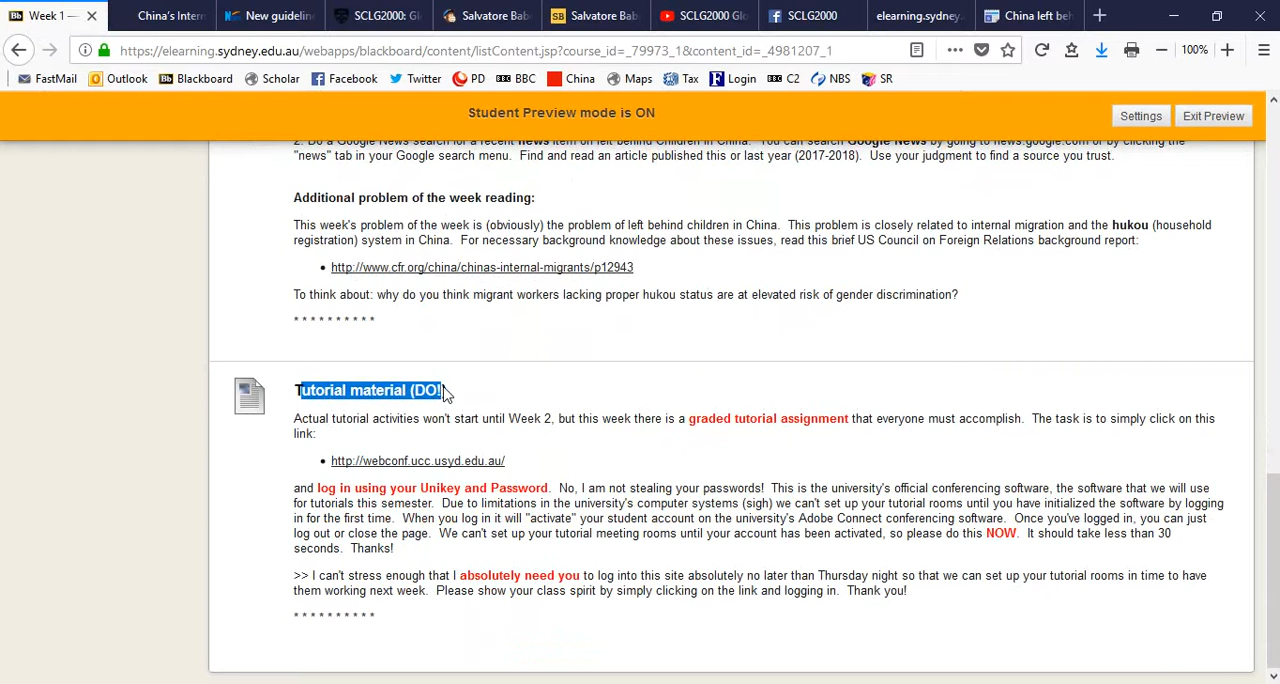 Week 1 —
China's Intern
New guideline
SCLG2000: Gl
Salvatore Bab
Salvatore Bab
SCLG2000 Glo
SCLG2000
elearning.sydney.
China left beh
https://elearning.sydney.edu.au/webapps/blackboard/content/listContent.jsp?course_id=_79973_1&content_id=_4981207_1
100%
FastMail Outlook Blackboard Scholar Facebook Twitter PD BBC China Maps Tax Login C2 NBS SR
Student Preview mode is ON
Settings
Exit Preview
2. Do a Google News search for a recent news item on left behind Children in China. You can search Google News by going to news.google.com or by clicking the
"news" tab in your Google search menu. Find and read an article published this or last year (2017-2018). Use your judgment to find a source you trust.
Additional problem of the week reading:
This week's problem of the week is (obviously) the problem of left behind children in China. This problem is closely related to internal migration and the hukou (household
registration) system in China. For necessary background knowledge about these issues, read this brief US Council on Foreign Relations background report:
• http://www.cfr.org/china/chinas-internal-migrants/p12943
To think about: why do you think migrant workers lacking proper hukou status are at elevated risk of gender discrimination?
* * * * * * * * * *
Tutorial material (DO!)
Actual tutorial activities won't start until Week 2, but this week there is a graded tutorial assignment that everyone must accomplish. The task is to simply click on this
link:
• http://webconf.ucc.usyd.edu.au/
and log in using your Unikey and Password. No, I am not stealing your passwords! This is the university's official conferencing software, the software that we will use
for tutorials this semester. Due to limitations in the university's computer systems (sigh) we can't set up your tutorial rooms until you have initialized the software by logging
in for the first time. When you log in it will "activate" your student account on the university's Adobe Connect conferencing software. Once you've logged in, you can just
log out or close the page. We can't set up your tutorial meeting rooms until your account has been activated, so please do this NOW. It should take less than 30
seconds. Thanks!
>> I can't stress enough that I absolutely need you to log into this site absolutely no later than Thursday night so that we can set up your tutorial rooms in time to have
them working next week. Please show your class spirit by simply clicking on the link and logging in. Thank you!
* * * * * * * * * *